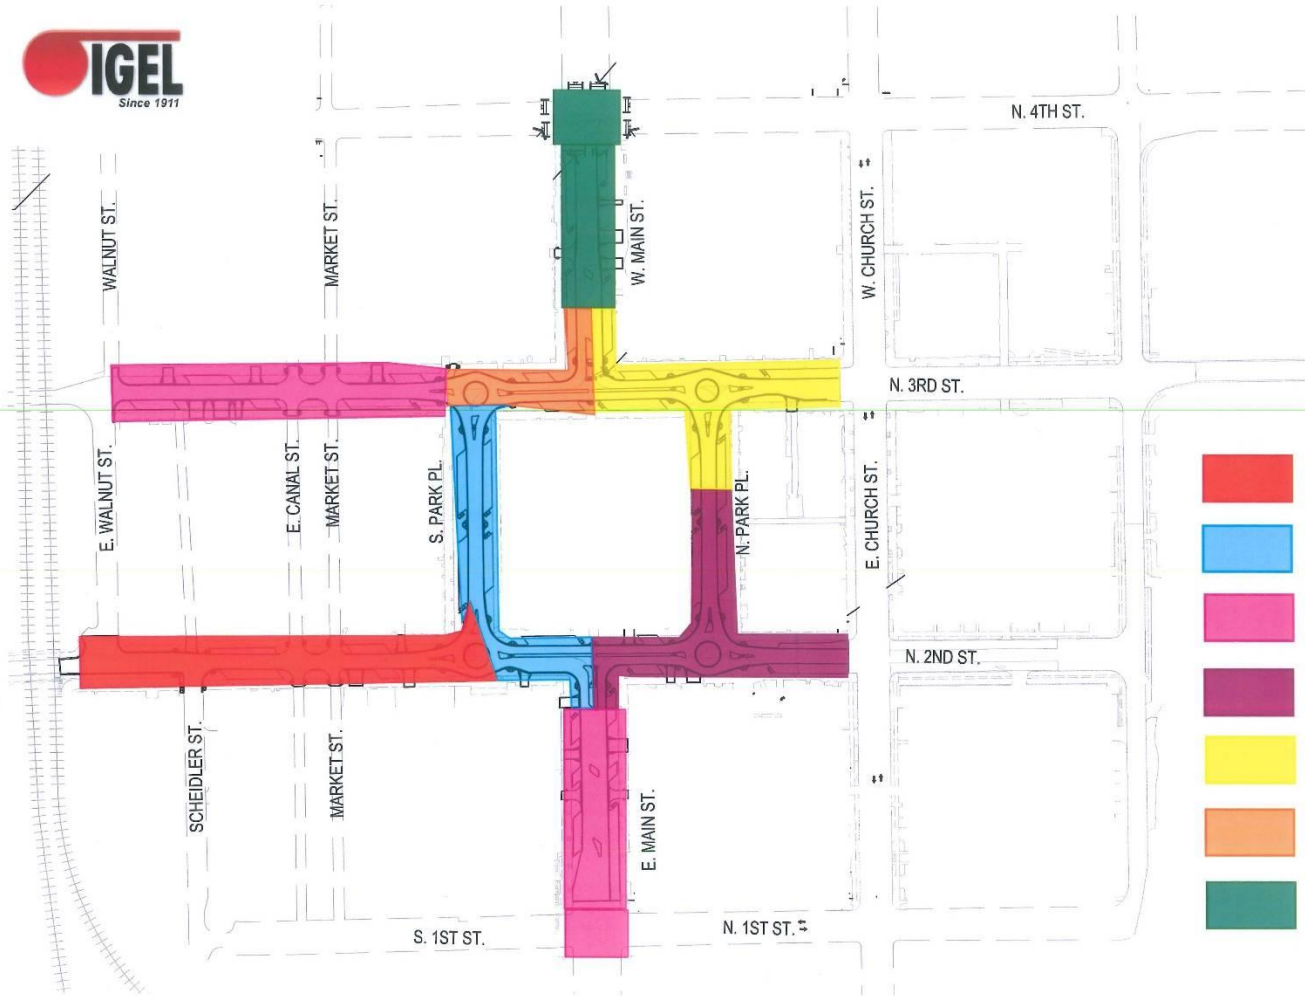 IGEL
Since 1911
N. 4TH ST.
WALNUT ST.
MARKET ST.
W. MAIN ST.
W. CHURCH ST.
N. 3RD ST.
E. WALNUT ST.
E. CANAL ST.
MARKET ST.
S. PARK PL.
N. PARK PL.
E. CHURCH ST.
N. 2ND ST.
SCHEIDLER ST.
MARKET ST.
E. MAIN ST.
S. 1ST ST.
N. 1ST ST.